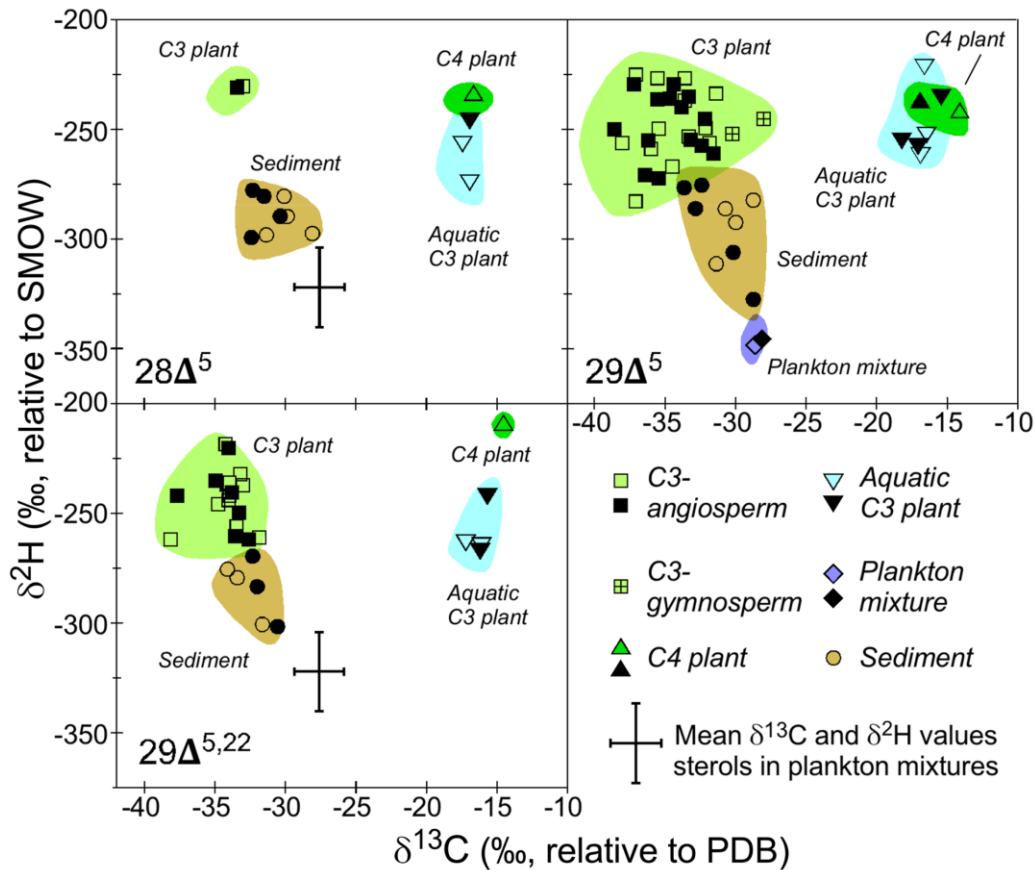 δ²H (‰, relative to SMOW)
-200
-250
-300
-350
-200
-250
-300
-350
C3 plant
C4 plant
Sediment
Aquatic
C3 plant
28Δ⁵
C3 plant
C4 plant
Aquatic
C3 plant
Sediment
Plankton mixture
29Δ⁵
-40 -35 -30 -25 -20 -15 -10
C3 plant
C4 plant
Sediment
Aquatic
C3 plant
29Δ⁵,²²
-40 -35 -30 -25 -20 -15 -10
δ¹³C (‰, relative to PDB)
C3-
angiosperm
Aquatic
C3 plant
C3-
gymnosperm
Plankton
mixture
C4 plant
Sediment
Mean δ¹³C and δ²H values
sterols in plankton mixtures